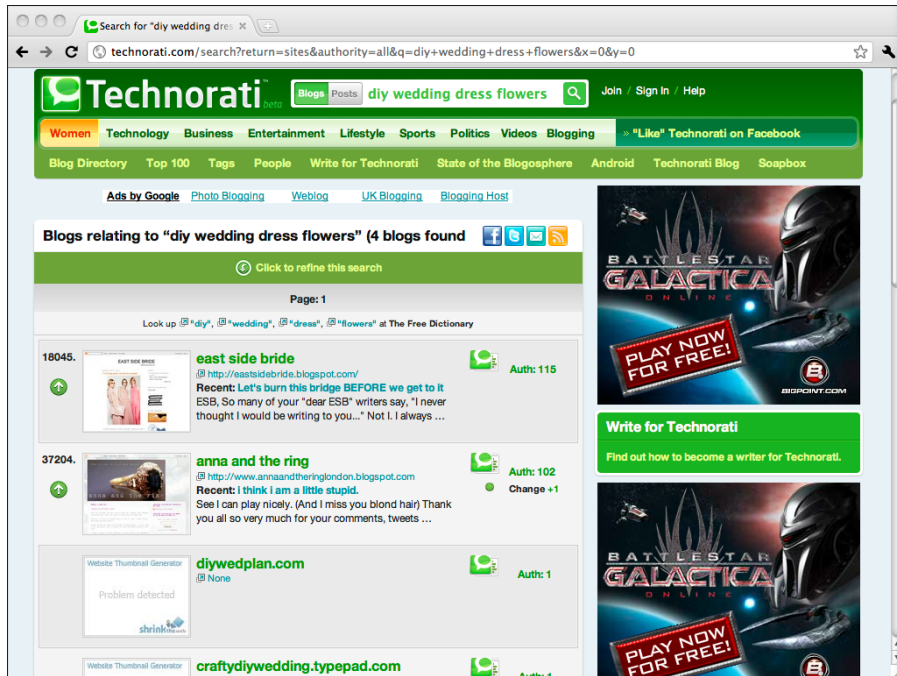 Search for "diy wedding dres
technorati.com/search?return=sites&authority=all&q=diy+wedding+dress+flowers&x=0&y=0
Technorati™ beta
Blogs Posts diy wedding dress flowers
Join / Sign In / Help
Women Technology Business Entertainment Lifestyle Sports Politics Videos Blogging » "Like" Technorati on Facebook
Blog Directory Top 100 Tags People Write for Technorati State of the Blogosphere Android Technorati Blog Soapbox
Ads by Google Photo Blogging Weblog UK Blogging Blogging Host
Blogs relating to “diy wedding dress flowers” (4 blogs found
Click to refine this search
Page: 1
Look up "diy", "wedding", "dress", "flowers" at The Free Dictionary
18045.
EAST SIDE BRIDE
east side bride
http://eastsidebride.blogspot.com/
Recent: Let's burn this bridge BEFORE we get to it
ESB, So many of your "dear ESB" writers say, "I never
thought I would be writing to you..." Not I. I always ...
Auth: 115
37204.
anna and the rin
anna and the ring
http://www.annaandtheringlondon.blogspot.com
Recent: i think i am a little stupid.
See I can play nicely. (And I miss you blond hair) Thank
you all so very much for your comments, tweets ...
Auth: 102
Change +1
Website Thumbnail Generator
Problem detected
shrinktheweb
diywedplan.com
None
Auth: 1
Website Thumbnail Generator
craftydiywedding.typepad.com
Auth: 1
BATTLESTAR
GALACTICA
ONLINE
PLAY NOW
FOR FREE!
BIGPOINT.COM
Write for Technorati
Find out how to become a writer for Technorati.
BATTLESTAR
GALACTICA
ONLINE
PLAY NOW
FOR FREE!